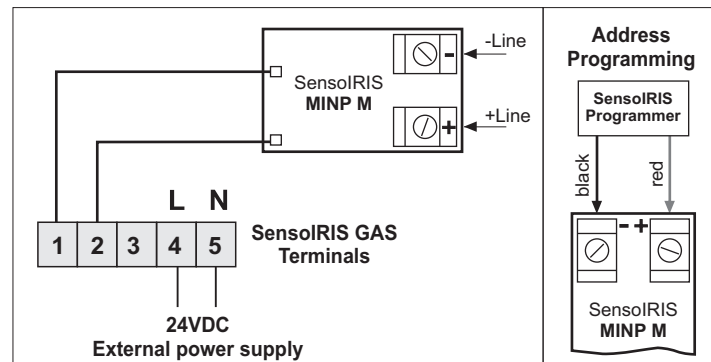 -Line
-
SensoIRIS
MINP M
+Line
+
L N
1 2 3 4 5
SensoIRIS GAS
Terminals
24VDC
External power supply
Address
Programming
SensoIRIS
Programmer
black
red
- +
SensoIRIS
MINP M